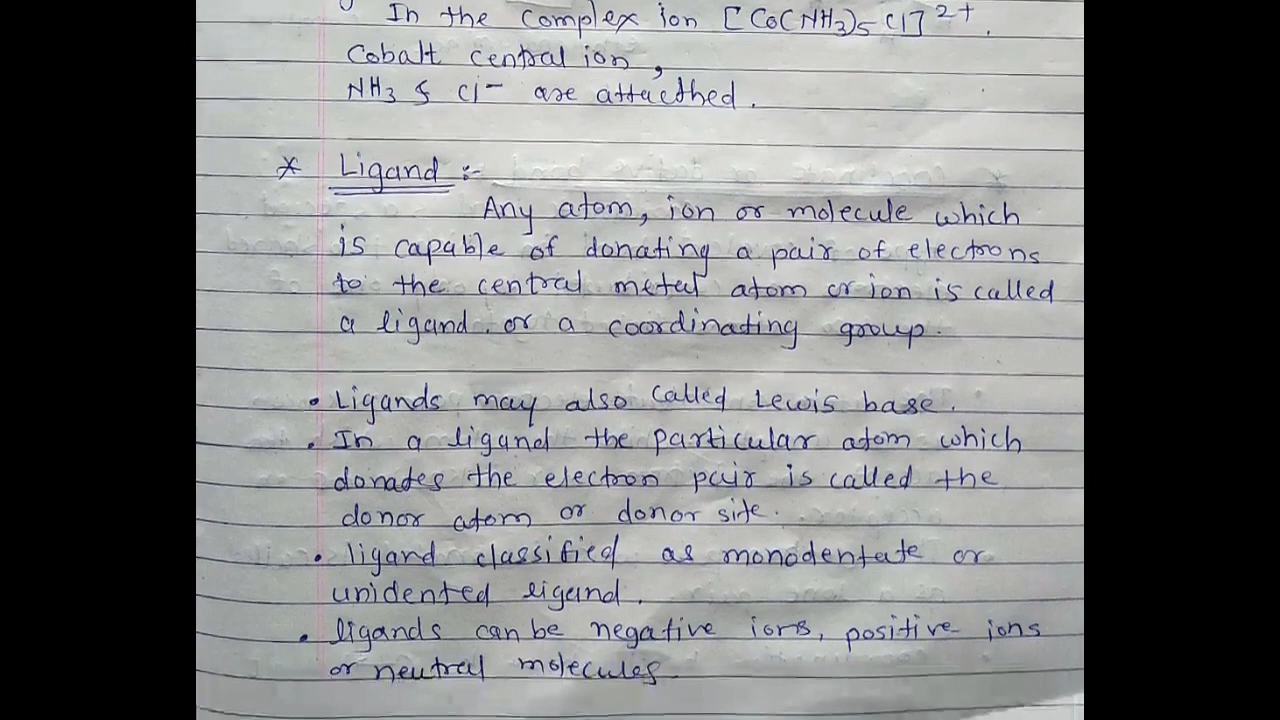 In the complex ion [Co(NH3)5 Cl]2+.
Cobalt central ion,
NH3 & Cl- are attacthed.
* Ligand :-
Any atom, ion or molecule which
is capable of donating a pair of electrons
to the central metal atom or ion is called
a ligand. or a coordinating group.
• Ligands may also called Lewis base.
• In a ligand the particular atom which
donates the electron pair is called the
donor atom or donor site.
• ligand classified as monodentate or
unidented ligand.
• ligands can be negative ions, positive ions
or neutral molecules.